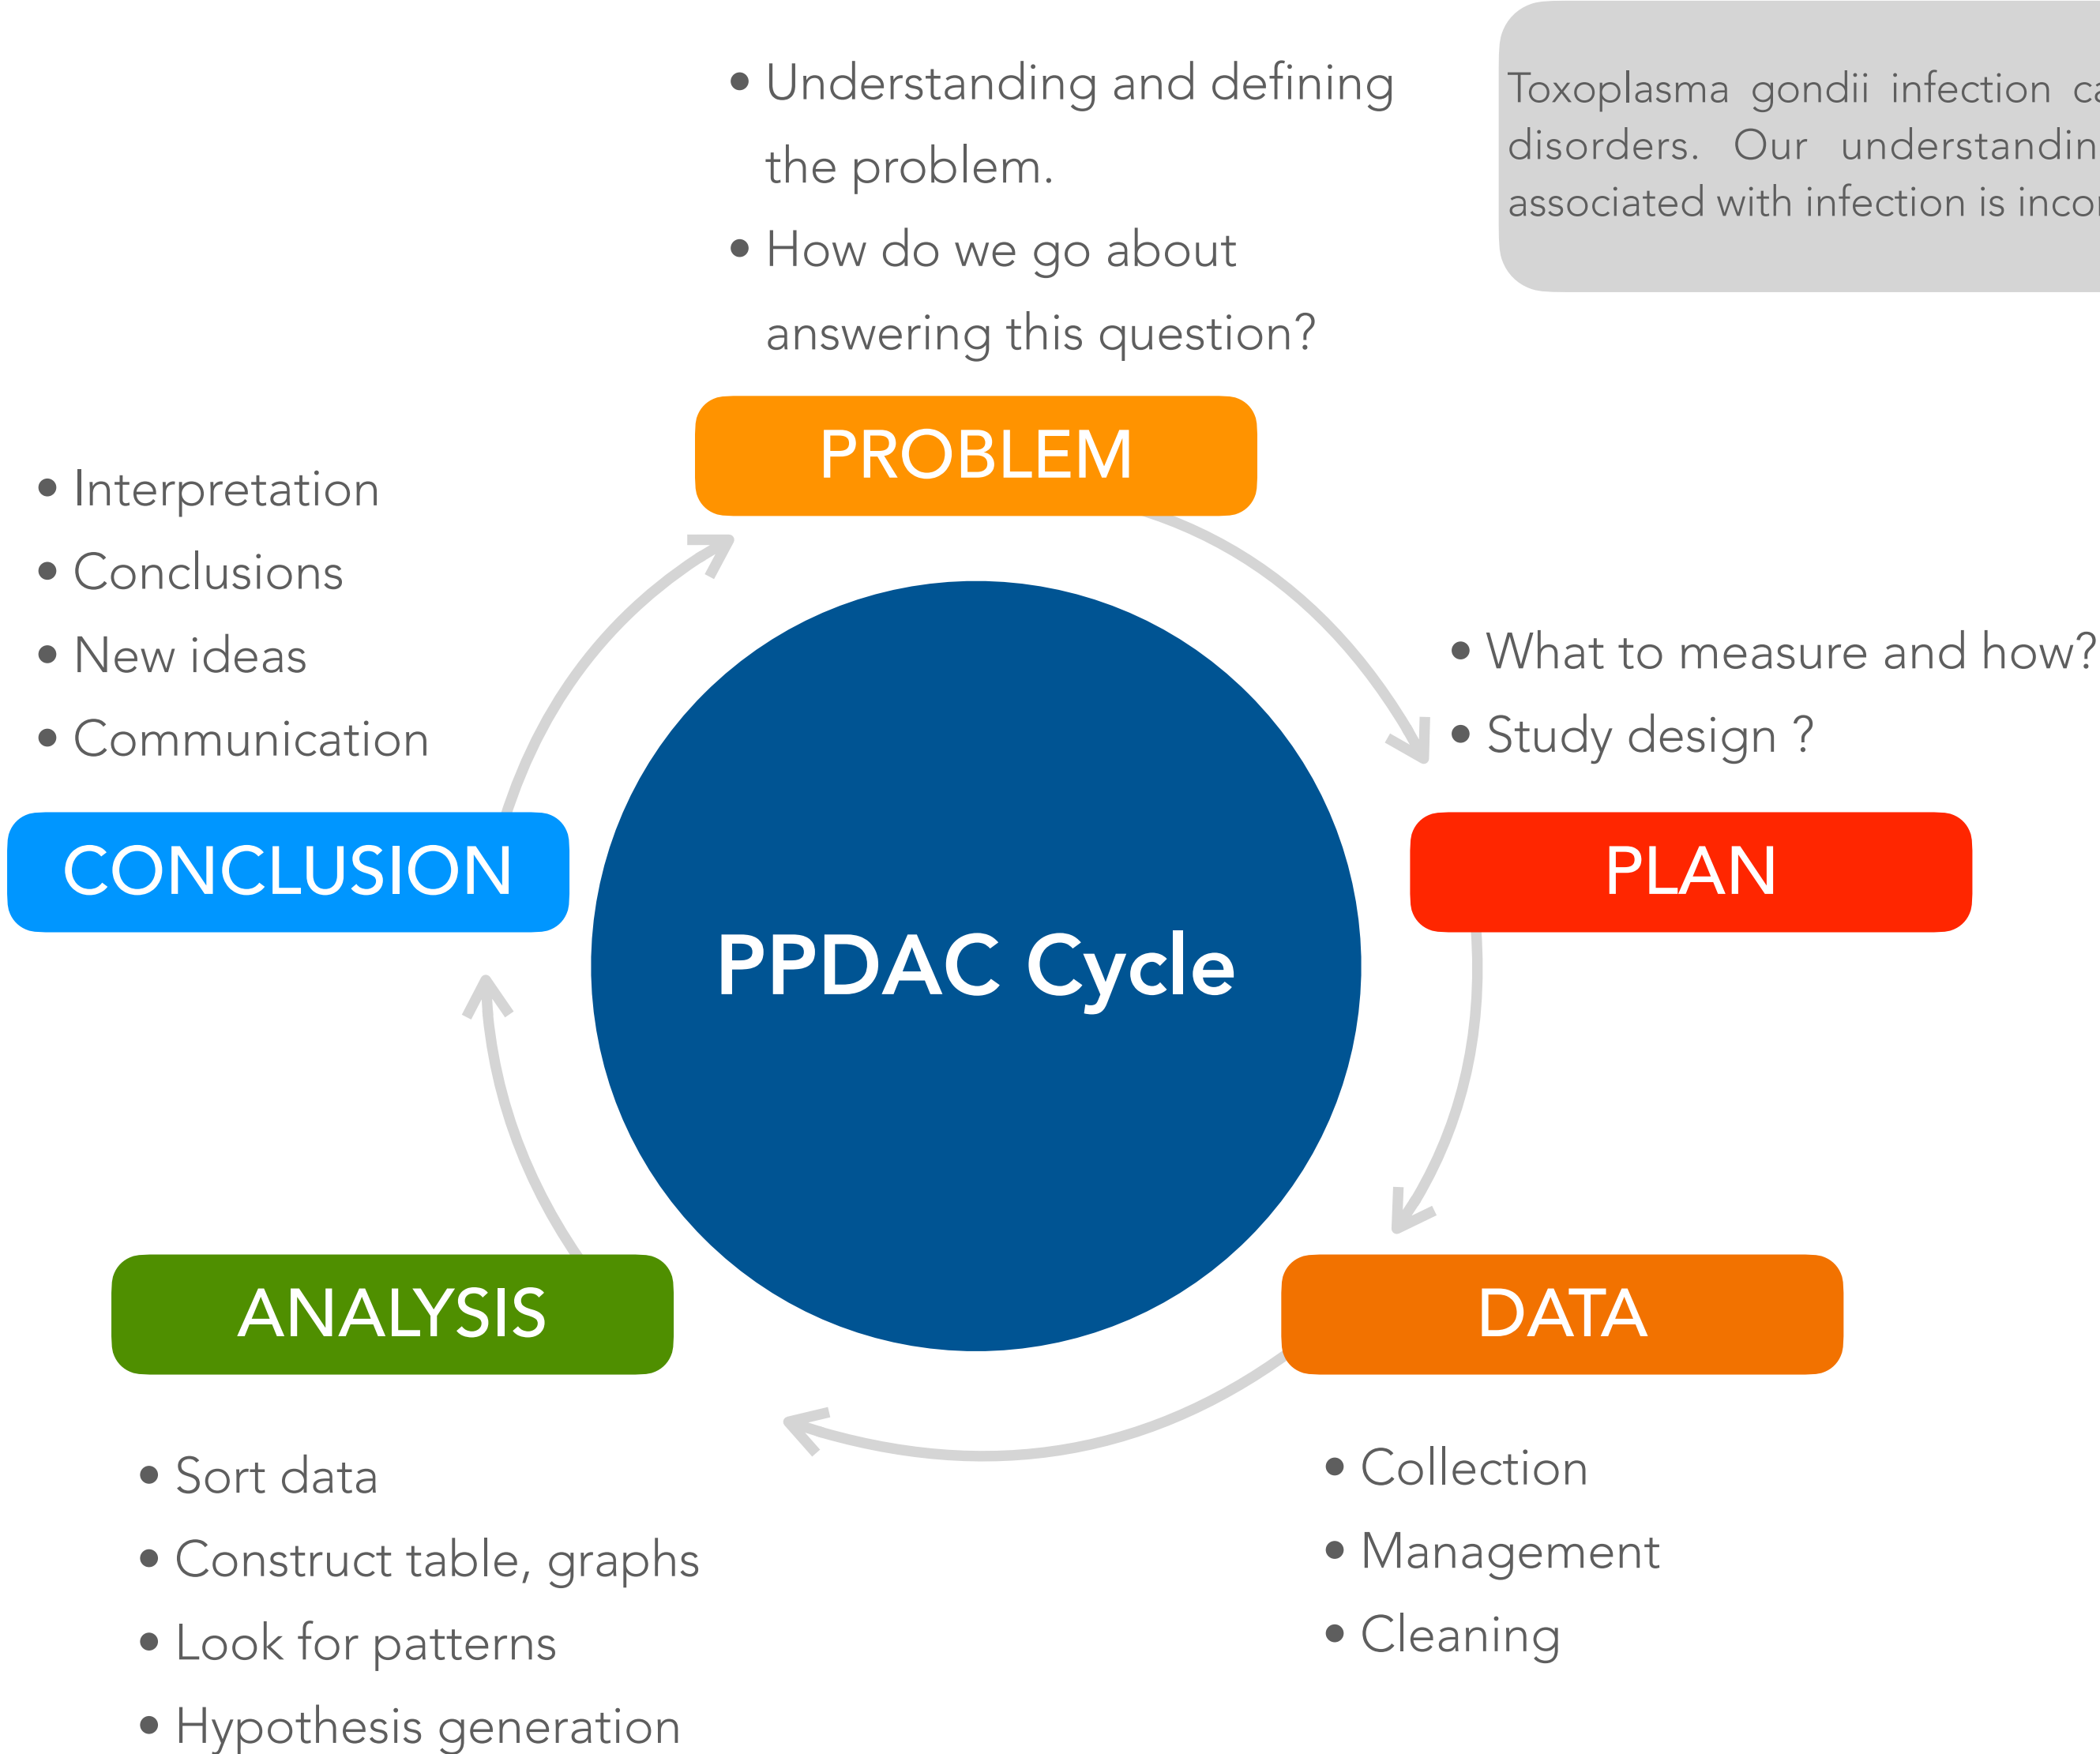 • Understanding and defining
the problem.
• How do we go about
answering this question?
Toxoplasma gondii infection
disorders. Our
associated with infection is
PROBLEM
• Interpretation
• Conclusions
• New ideas
• Communication
• What to measure and how?
• Study design ?
CONCLUSION
PLAN
PPDAC Cycle
ANALYSIS
DATA
• Sort data
• Construct table, graphs
• Look for patterns
• Hypothesis generation
• Collection
• Management
• Cleaning